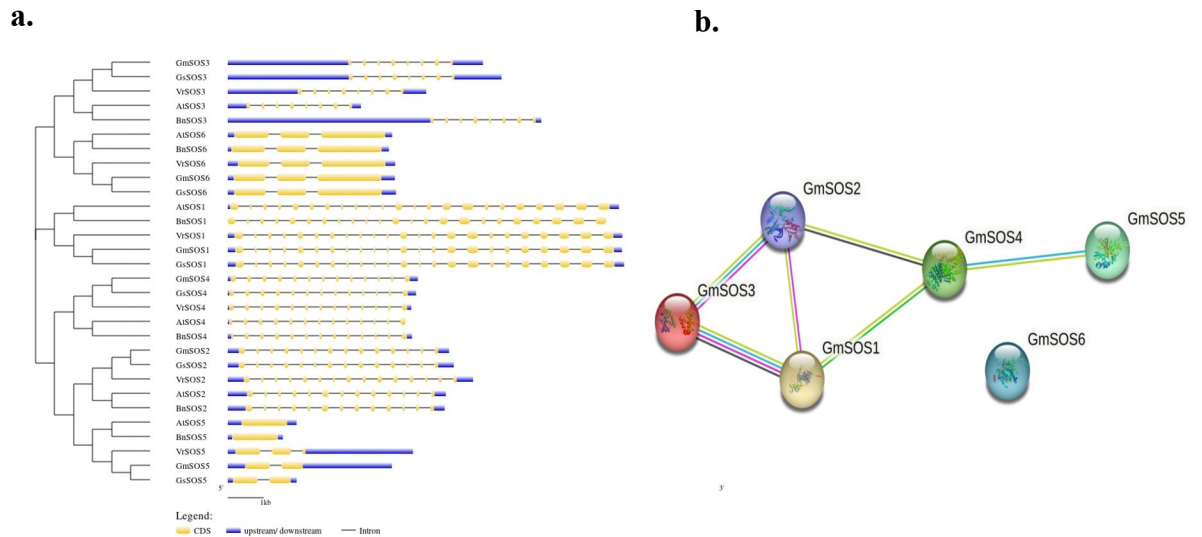 a.
GmSOS3
GsSOS3
VrSOS3
AtSOS3
BnSOS3
AtSOS6
BnSOS6
VrSOS6
GmSOS6
GsSOS6
AtSOS1
BnSOS1
VrSOS1
GmSOS1
GsSOS1
GmSOS4
GsSOS4
VrSOS4
AtSOS4
BnSOS4
GmSOS2
GsSOS2
VrSOS2
AtSOS2
BnSOS2
AtSOS5
BnSOS5
VrSOS5
GmSOS5
GsSOS5
5'
3'
1kb
Legend:
CDS
upstream/ downstream
Intron
b.
GmSOS2
GmSOS5
GmSOS4
GmSOS3
GmSOS1
GmSOS6